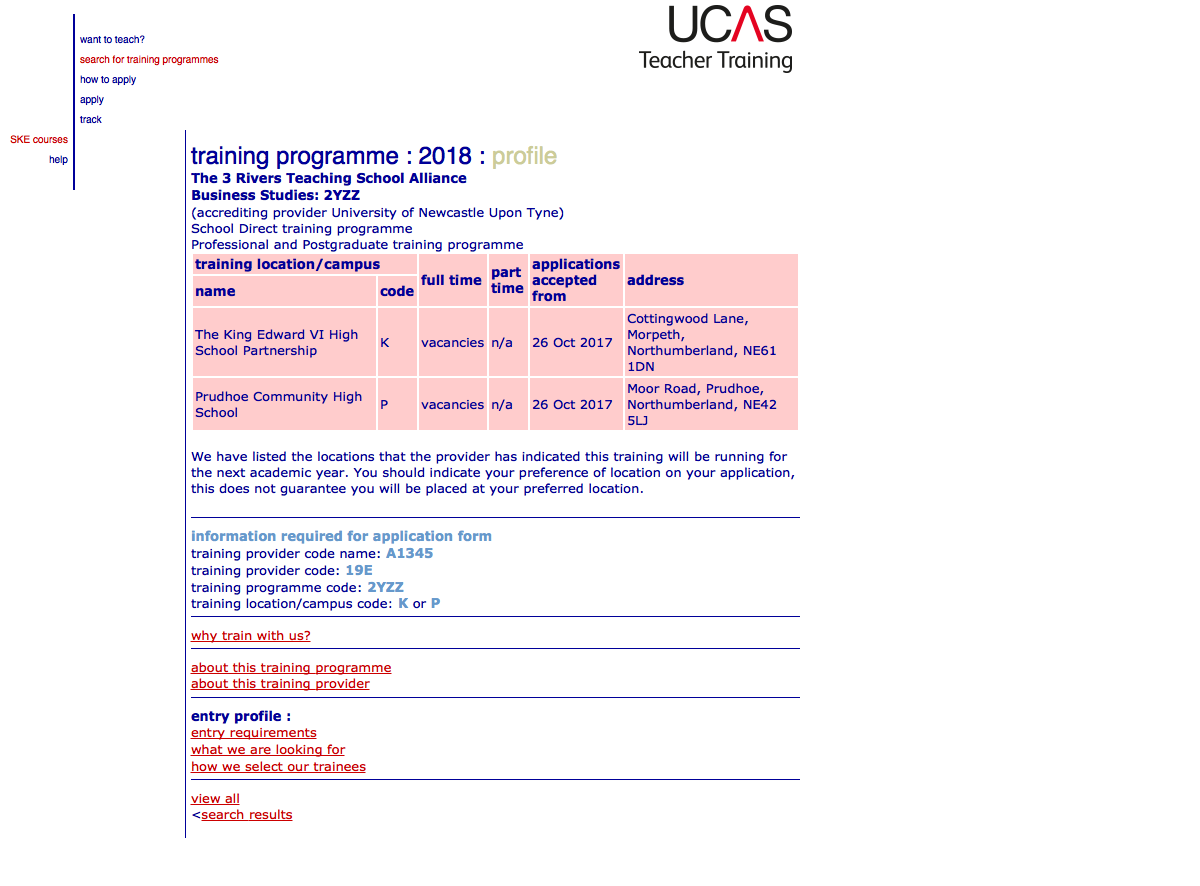 UCAS
Teacher Training
want to teach?
search for training programmes
how to apply
apply
track
SKE courses
help
training programme : 2018 : profile
The 3 Rivers Teaching School Alliance
Business Studies: 2YZZ
(accrediting provider University of Newcastle Upon Tyne)
School Direct training programme
Professional and Postgraduate training programme
training location/campus
name
code
full time
part
time
applications
accepted
from
address
The King Edward VI High
School Partnership
K
vacancies
n/a
26 Oct 2017
Cottingwood Lane,
Morpeth,
Northumberland, NE61
1DN
Prudhoe Community High
School
P
vacancies
n/a
26 Oct 2017
Moor Road, Prudhoe,
Northumberland, NE42
5LJ
We have listed the locations that the provider has indicated this training will be running for
the next academic year. You should indicate your preference of location on your application,
this does not guarantee you will be placed at your preferred location.
information required for application form
training provider code name: A1345
training provider code: 19E
training programme code: 2YZZ
training location/campus code: K or P
why train with us?
about this training programme
about this training provider
entry profile :
entry requirements
what we are looking for
how we select our trainees
view all
<search results